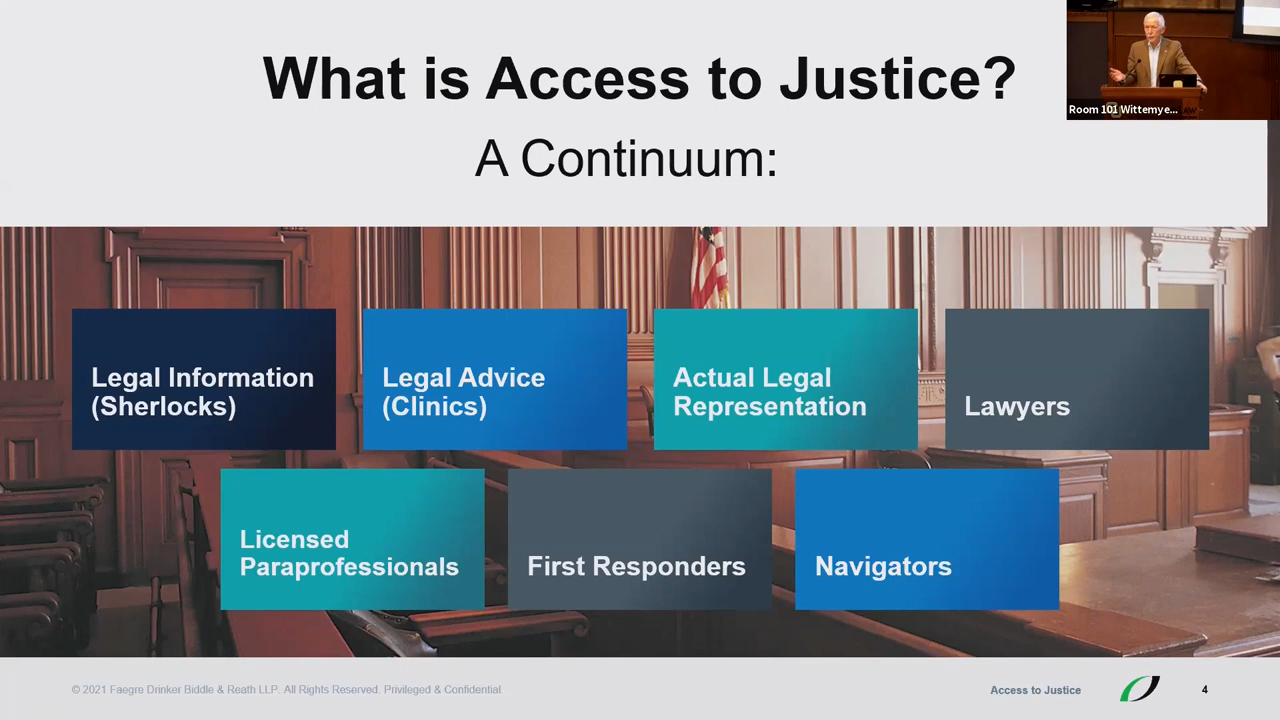 What is Access to Justice?
A Continuum:
Room 101 Wittemye...
Legal Information
(Sherlocks)
Legal Advice
(Clinics)
Actual Legal
Representation
Lawyers
Licensed
Paraprofessionals
First Responders
Navigators
© 2021 Faegre Drinker Biddle & Reath LLP. All Rights Reserved. Privileged & Confidential.
Access to Justice
4